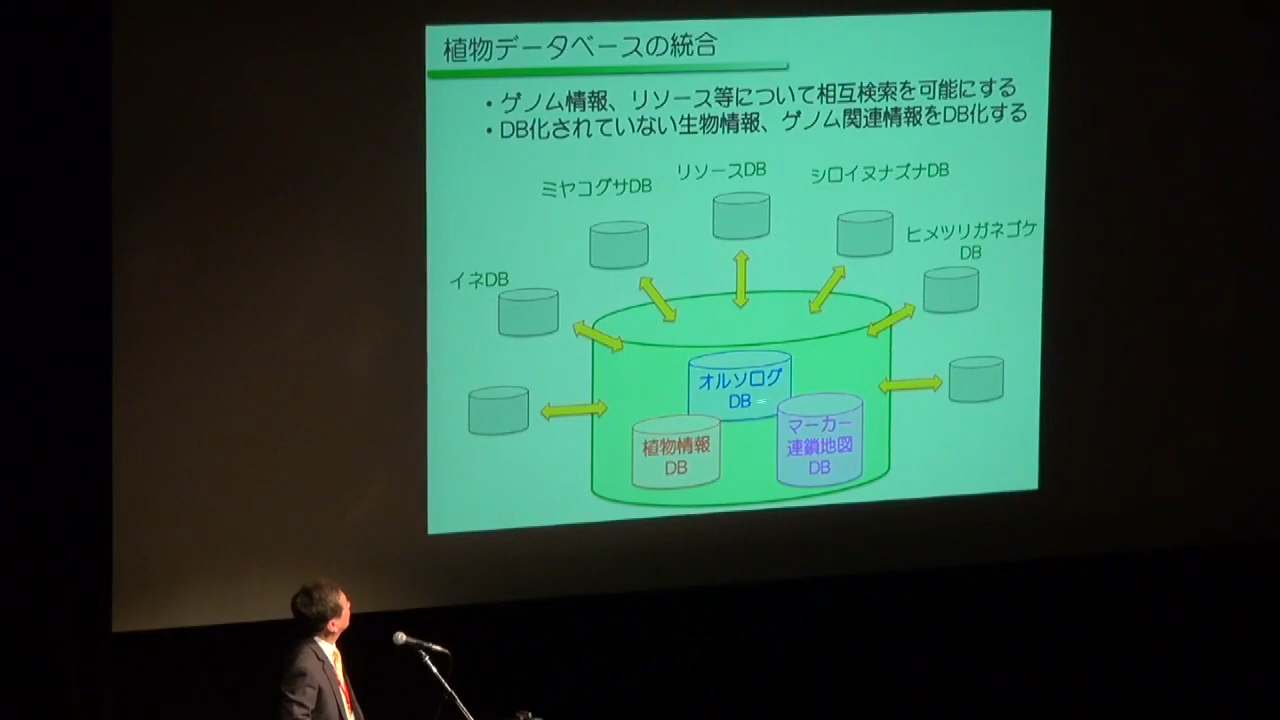 植物データベースの統合
・ゲノム情報、リソース等について相互検索を可能にする
・DB化されていない生物情報、ゲノム関連情報をDB化する
リソースDB
ミヤコグサDB
シロイヌナズナDB
ヒメツリガネゴケ
DB
イネDB
オルソログ
DB
植物情報
DB
マーカー
連鎖地図
DB